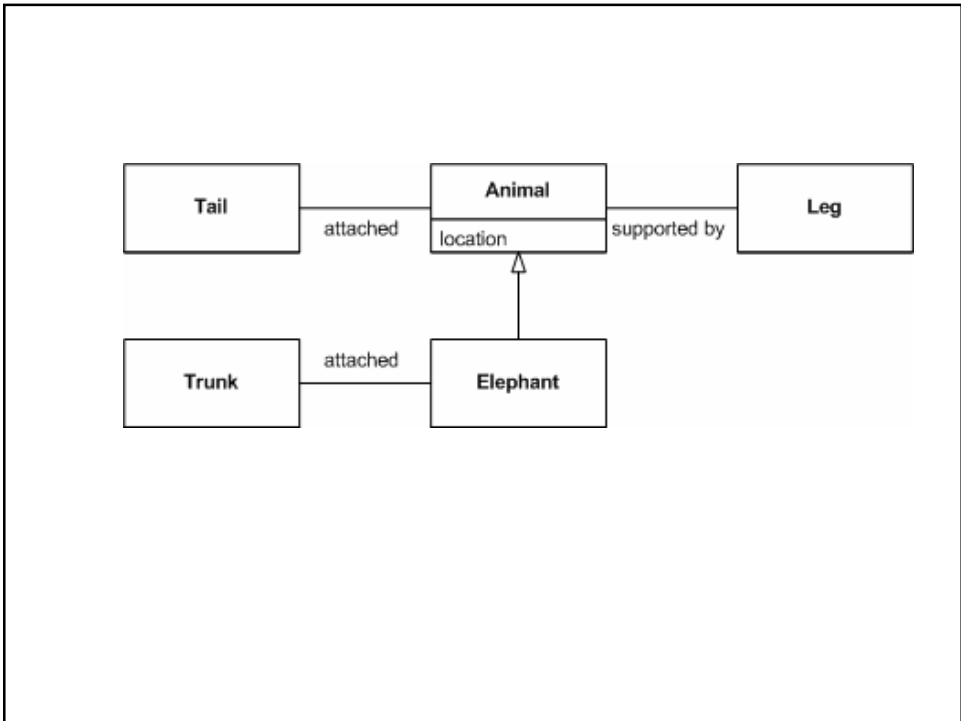 Tail
attached
Animal
location
supported by
Leg
Trunk
attached
Elephant